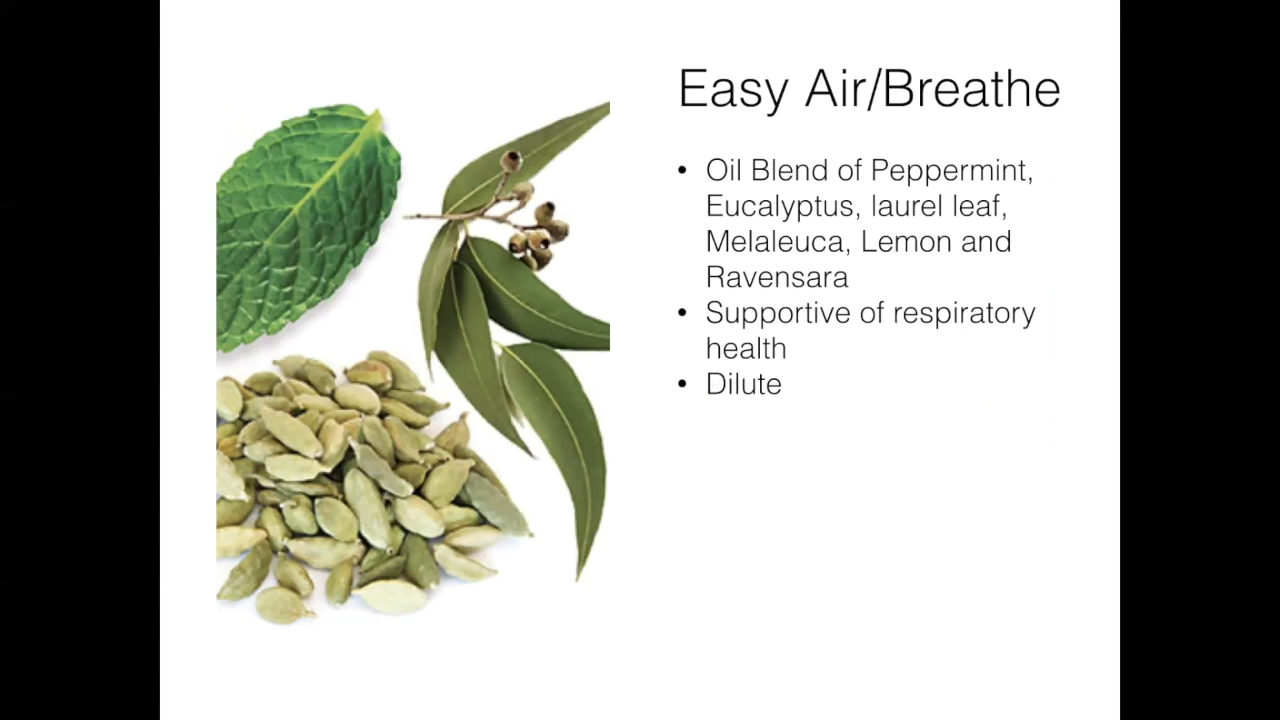 Easy Air/Breathe
• Oil Blend of Peppermint,
Eucalyptus, laurel leaf,
Melaleuca, Lemon and
Ravensara
• Supportive of respiratory
health
• Dilute